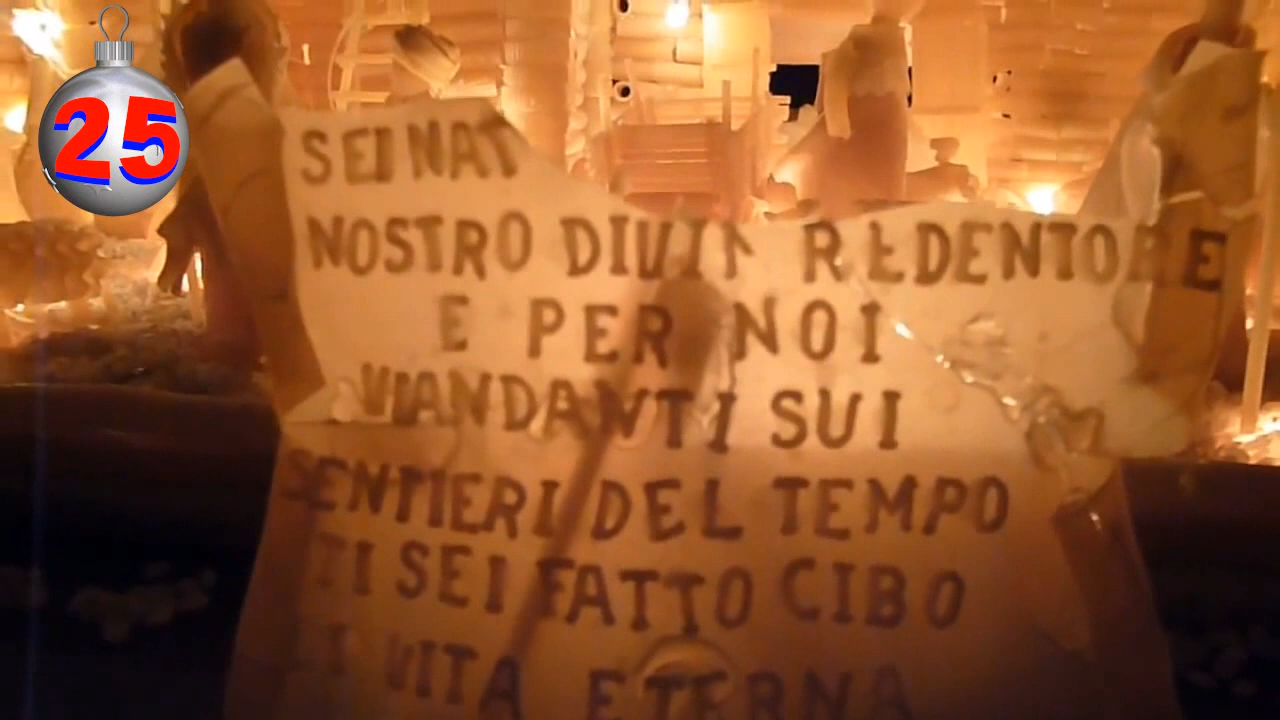 25
SEI NAT
NOSTRO DIVIN REDENTORE
E PER NOI
VIANDANTI SUI
SENTIERI DEL TEMPO
TI SEI FATTO CIBO
DI VITA ETERNA